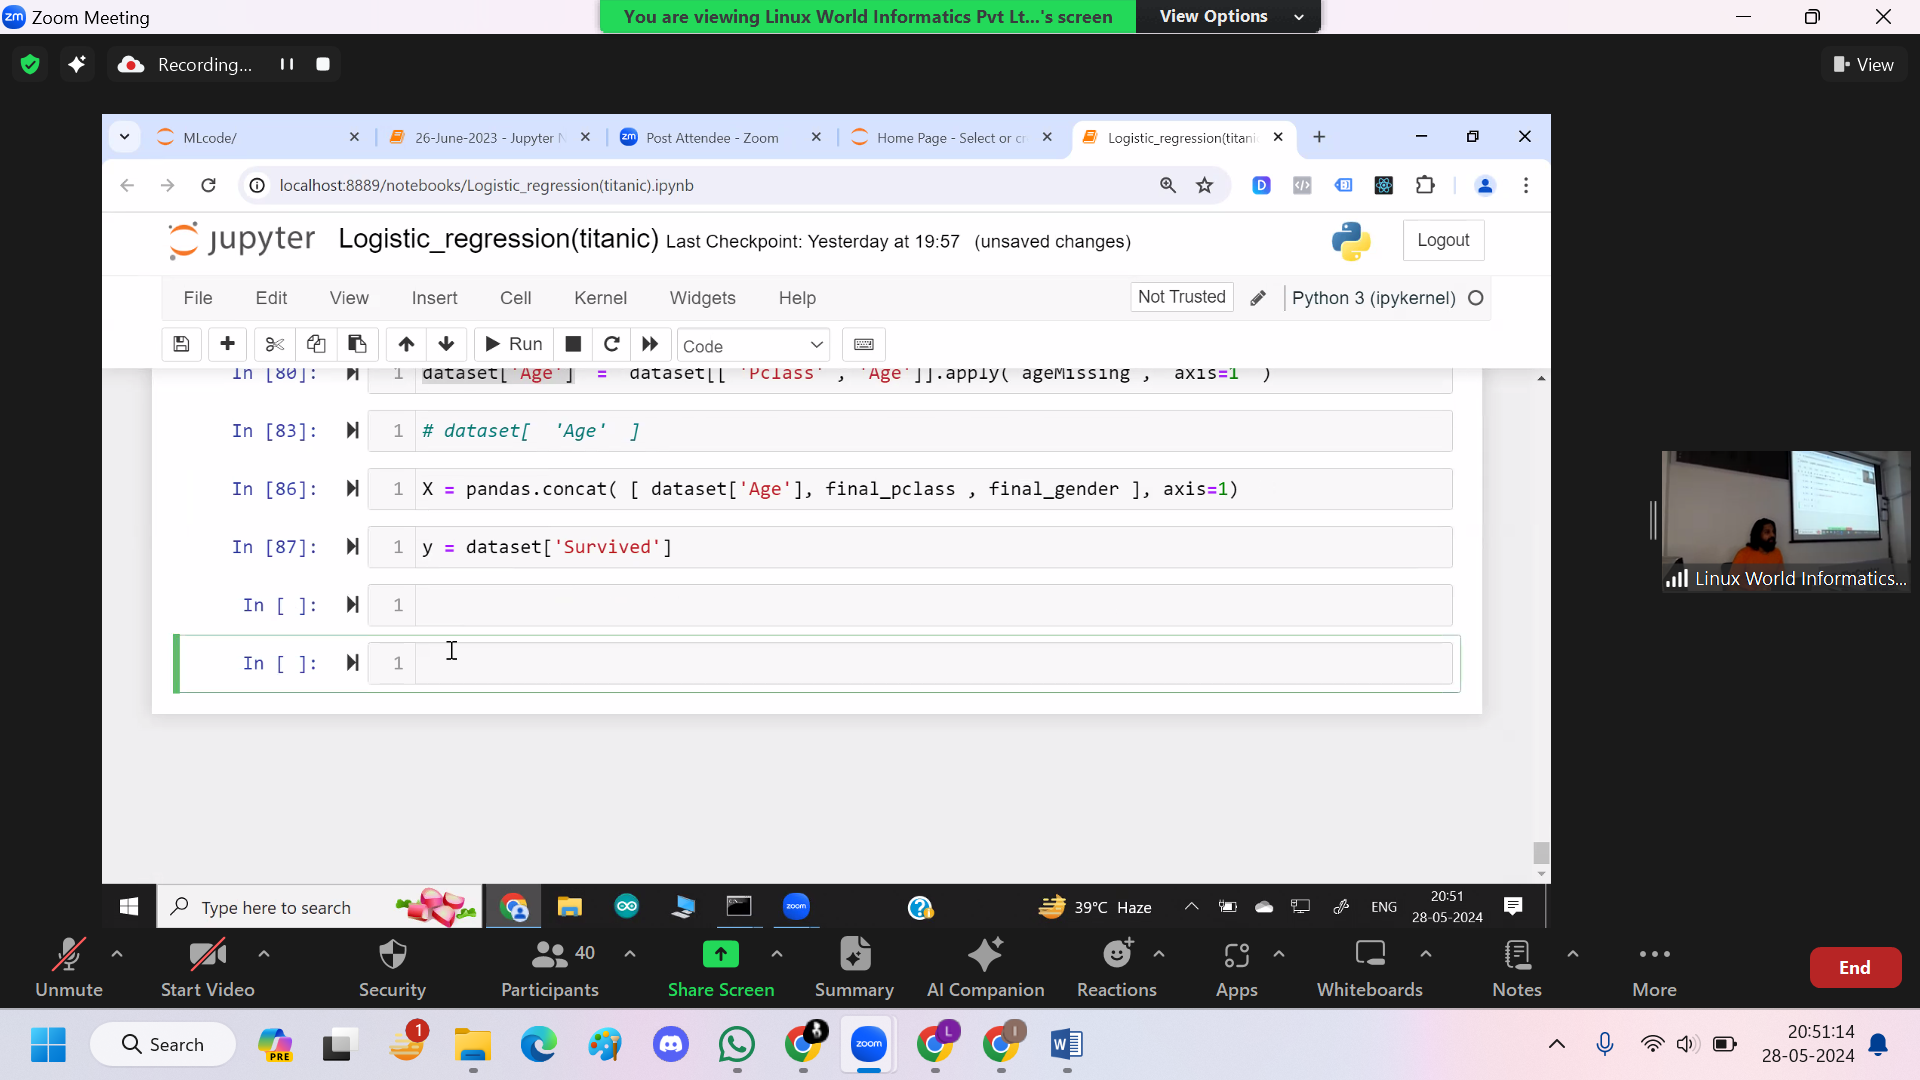 zm Zoom Meeting
You are viewing Linux World Informatics Pvt Lt...'s screen
View Options
Recording...
View
MLcode/
26-June-2023 - Jupyter N
zm Post Attendee - Zoom
Home Page - Select or cr
Logistic_regression(titani
localhost:8889/notebooks/Logistic_regression(titanic).ipynb
D
jupyter Logistic_regression(titanic) Last Checkpoint: Yesterday at 19:57 (unsaved changes)
Logout
File Edit View Insert Cell Kernel Widgets Help
Not Trusted
Python 3 (ipykernel)
Run
Code
In [80]: 1 dataset['Age'] = dataset[[ 'Pclass' , 'Age']].apply( ageMissing , axis=1 )
In [83]: 1 # dataset[ 'Age' ]
In [86]: 1 X = pandas.concat( [ dataset['Age'], final_pclass , final_gender ], axis=1)
In [87]: 1 y = dataset['Survived']
In [ ]: 1
In [ ]: 1
Linux World Informatics...
Type here to search
zoom
39°C Haze
ENG
20:51
28-05-2024
Unmute
Start Video
Security
40
Participants
Share Screen
Summary
AI Companion
Reactions
Apps
Whiteboards
Notes
More
End
Search
PRE
1
zoom
L
I
20:51:14
28-05-2024